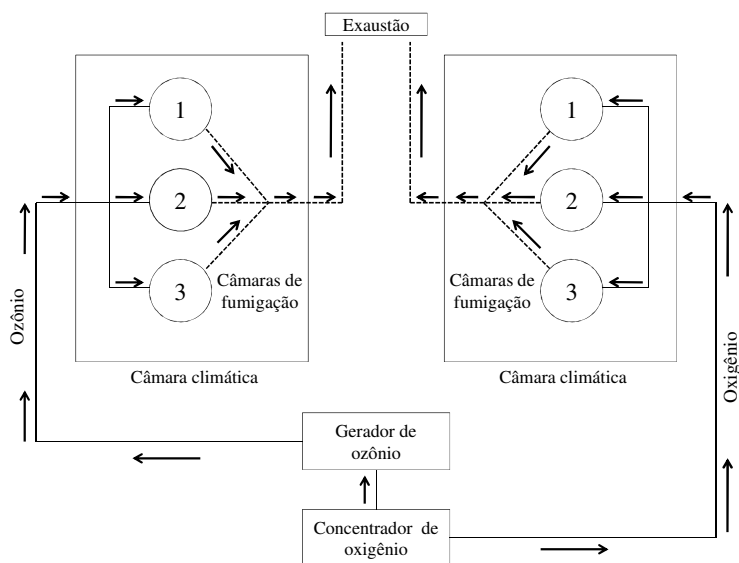 Exaustão
1
2
3
Câmaras de
fumigação
Câmara climática
Ozônio
1
2
3
Câmaras de
fumigação
Câmara climática
Oxigênio
Gerador de
ozônio
Concentrador de
oxigênio